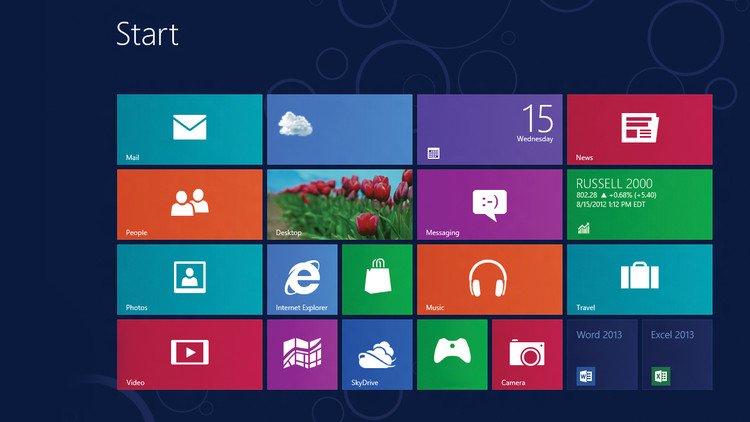 Start
Mail
15
Wednesday
News
People
Desktop
Messaging
:-)
RUSSELL 2000
802.28 ▲ +0.68% (+5.40)
8/15/2012 1:12 PM EDT
Photos
Internet Explorer
Music
Travel
Video
SkyDrive
Camera
Word 2013
Excel 2013